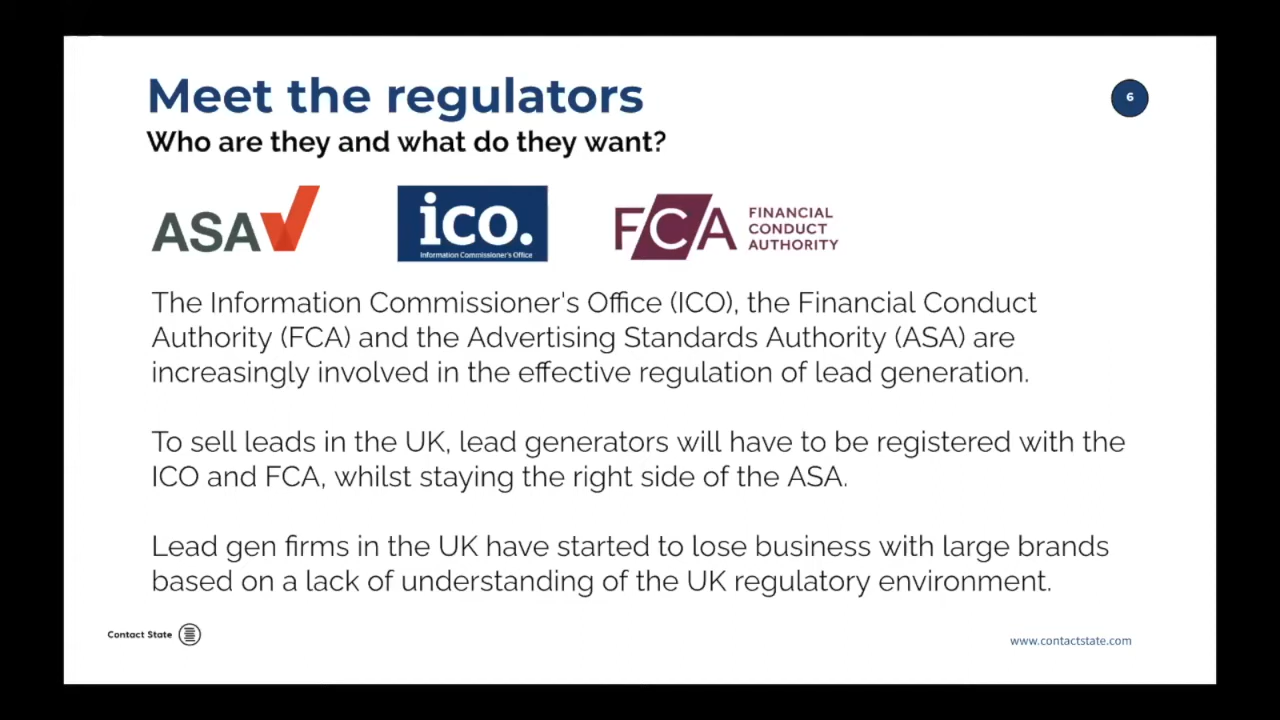 Meet the regulators
6
Who are they and what do they want?
ASA
ico.
Information Commissioner's Office
FCA
FINANCIAL
CONDUCT
AUTHORITY
The Information Commissioner's Office (ICO), the Financial Conduct
Authority (FCA) and the Advertising Standards Authority (ASA) are
increasingly involved in the effective regulation of lead generation.
To sell leads in the UK, lead generators will have to be registered with the
ICO and FCA, whilst staying the right side of the ASA.
Lead gen firms in the UK have started to lose business with large brands
based on a lack of understanding of the UK regulatory environment.
Contact State
www.contactstate.com